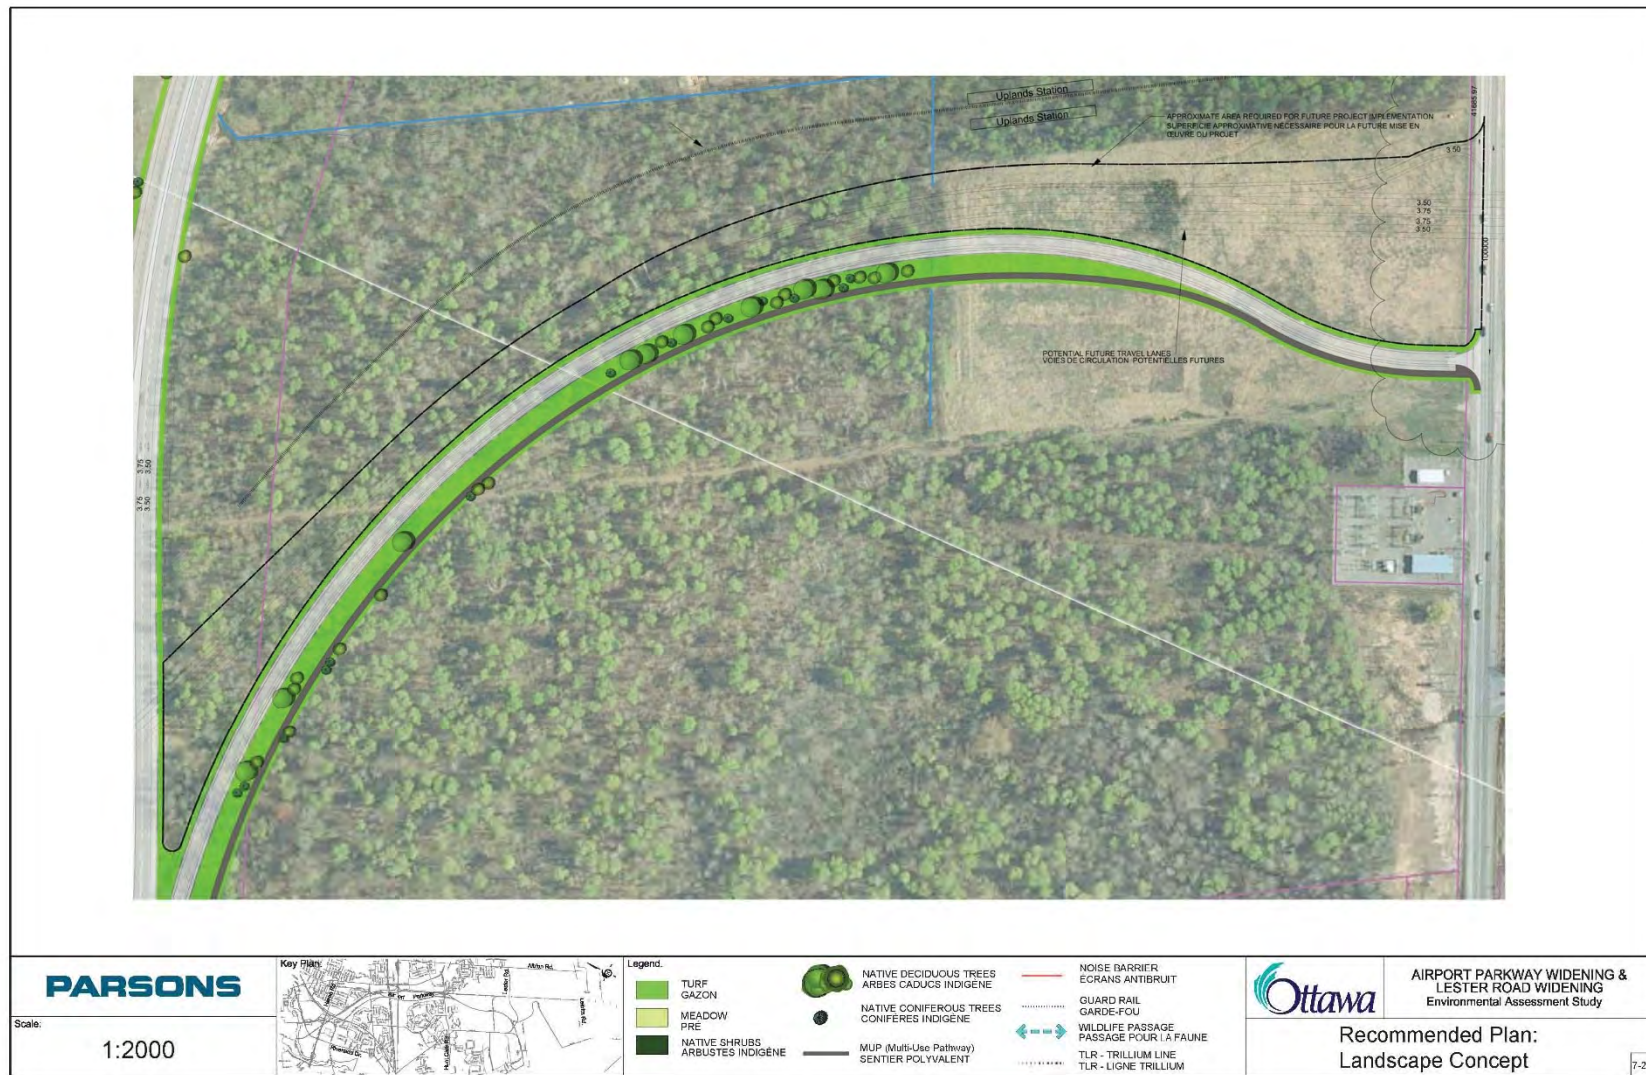 Uplands Station
Uplands Station
APPROXIMATE AREA REQUIRED FOR FUTURE PROJECT IMPLEMENTATION
SUPERFICIE APPROXIMATIVE NÉCESSAIRE POUR LA FUTURE MISE EN
ŒUVRE DU PROJET
3.50
3.50
3.75
3.75
3.50
POTENTIAL FUTURE TRAVEL LANES
VOIES DE CIRCULATION POTENTIELLES FUTURES
3.75
3.50
3.75
3.50
PARSONS
Scale:
1:2000
Key Plan:
Legend:
TURF
GAZON
MEADOW
PRÉ
NATIVE SHRUBS
ARBUSTES INDIGÈNE
NATIVE DECIDUOUS TREES
ARBES CADUCS INDIGÈNE
NATIVE CONIFEROUS TREES
CONIFÈRES INDIGÈNE
MUP (Multi-Use Pathway)
SENTIER POLYVALENT
NOISE BARRIER
ÉCRANS ANTIBRUIT
GUARD RAIL
GARDE-FOU
WILDLIFE PASSAGE
PASSAGE POUR LA FAUNE
TLR - TRILLIUM LINE
TLR - LIGNE TRILLIUM
Ottawa
AIRPORT PARKWAY WIDENING &
LESTER ROAD WIDENING
Environmental Assessment Study
Recommended Plan:
Landscape Concept